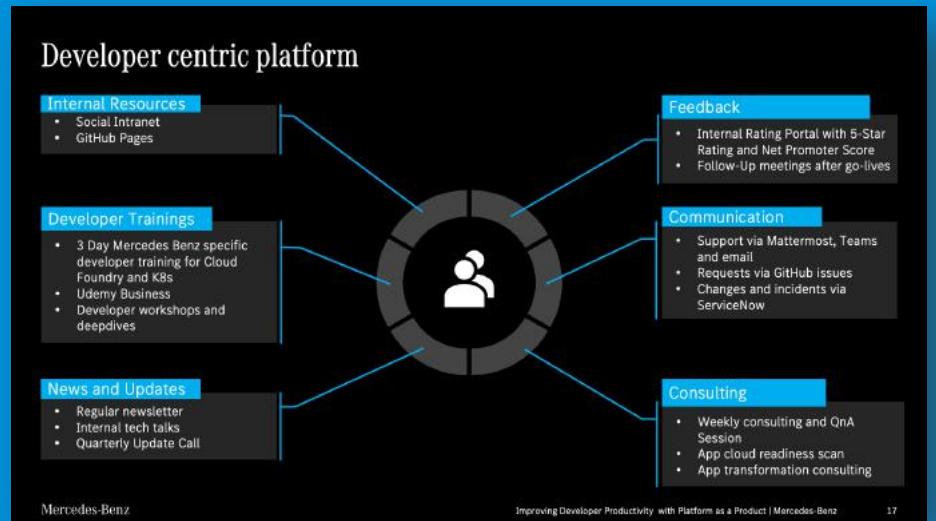 Developer centric platform
Internal Resources
• Social Intranet
• GitHub Pages
Developer Trainings
• 3 Day Mercedes Benz specific
developer training for Cloud
Foundry and K8s
• Udemy Business
• Developer workshops and
deepdives
News and Updates
• Regular newsletter
• Internal tech talks
• Quarterly Update Call
Feedback
• Internal Rating Portal with 5-Star
Rating and Net Promoter Score
• Follow-Up meetings after go-lives
Communication
• Support via Mattermost, Teams
and email
• Requests via GitHub issues
• Changes and incidents via
ServiceNow
Consulting
• Weekly consulting and QnA
Session
• App cloud readiness scan
• App transformation consulting
Mercedes-Benz
Improving Developer Productivity with Platform as a Product | Mercedes-Benz
17